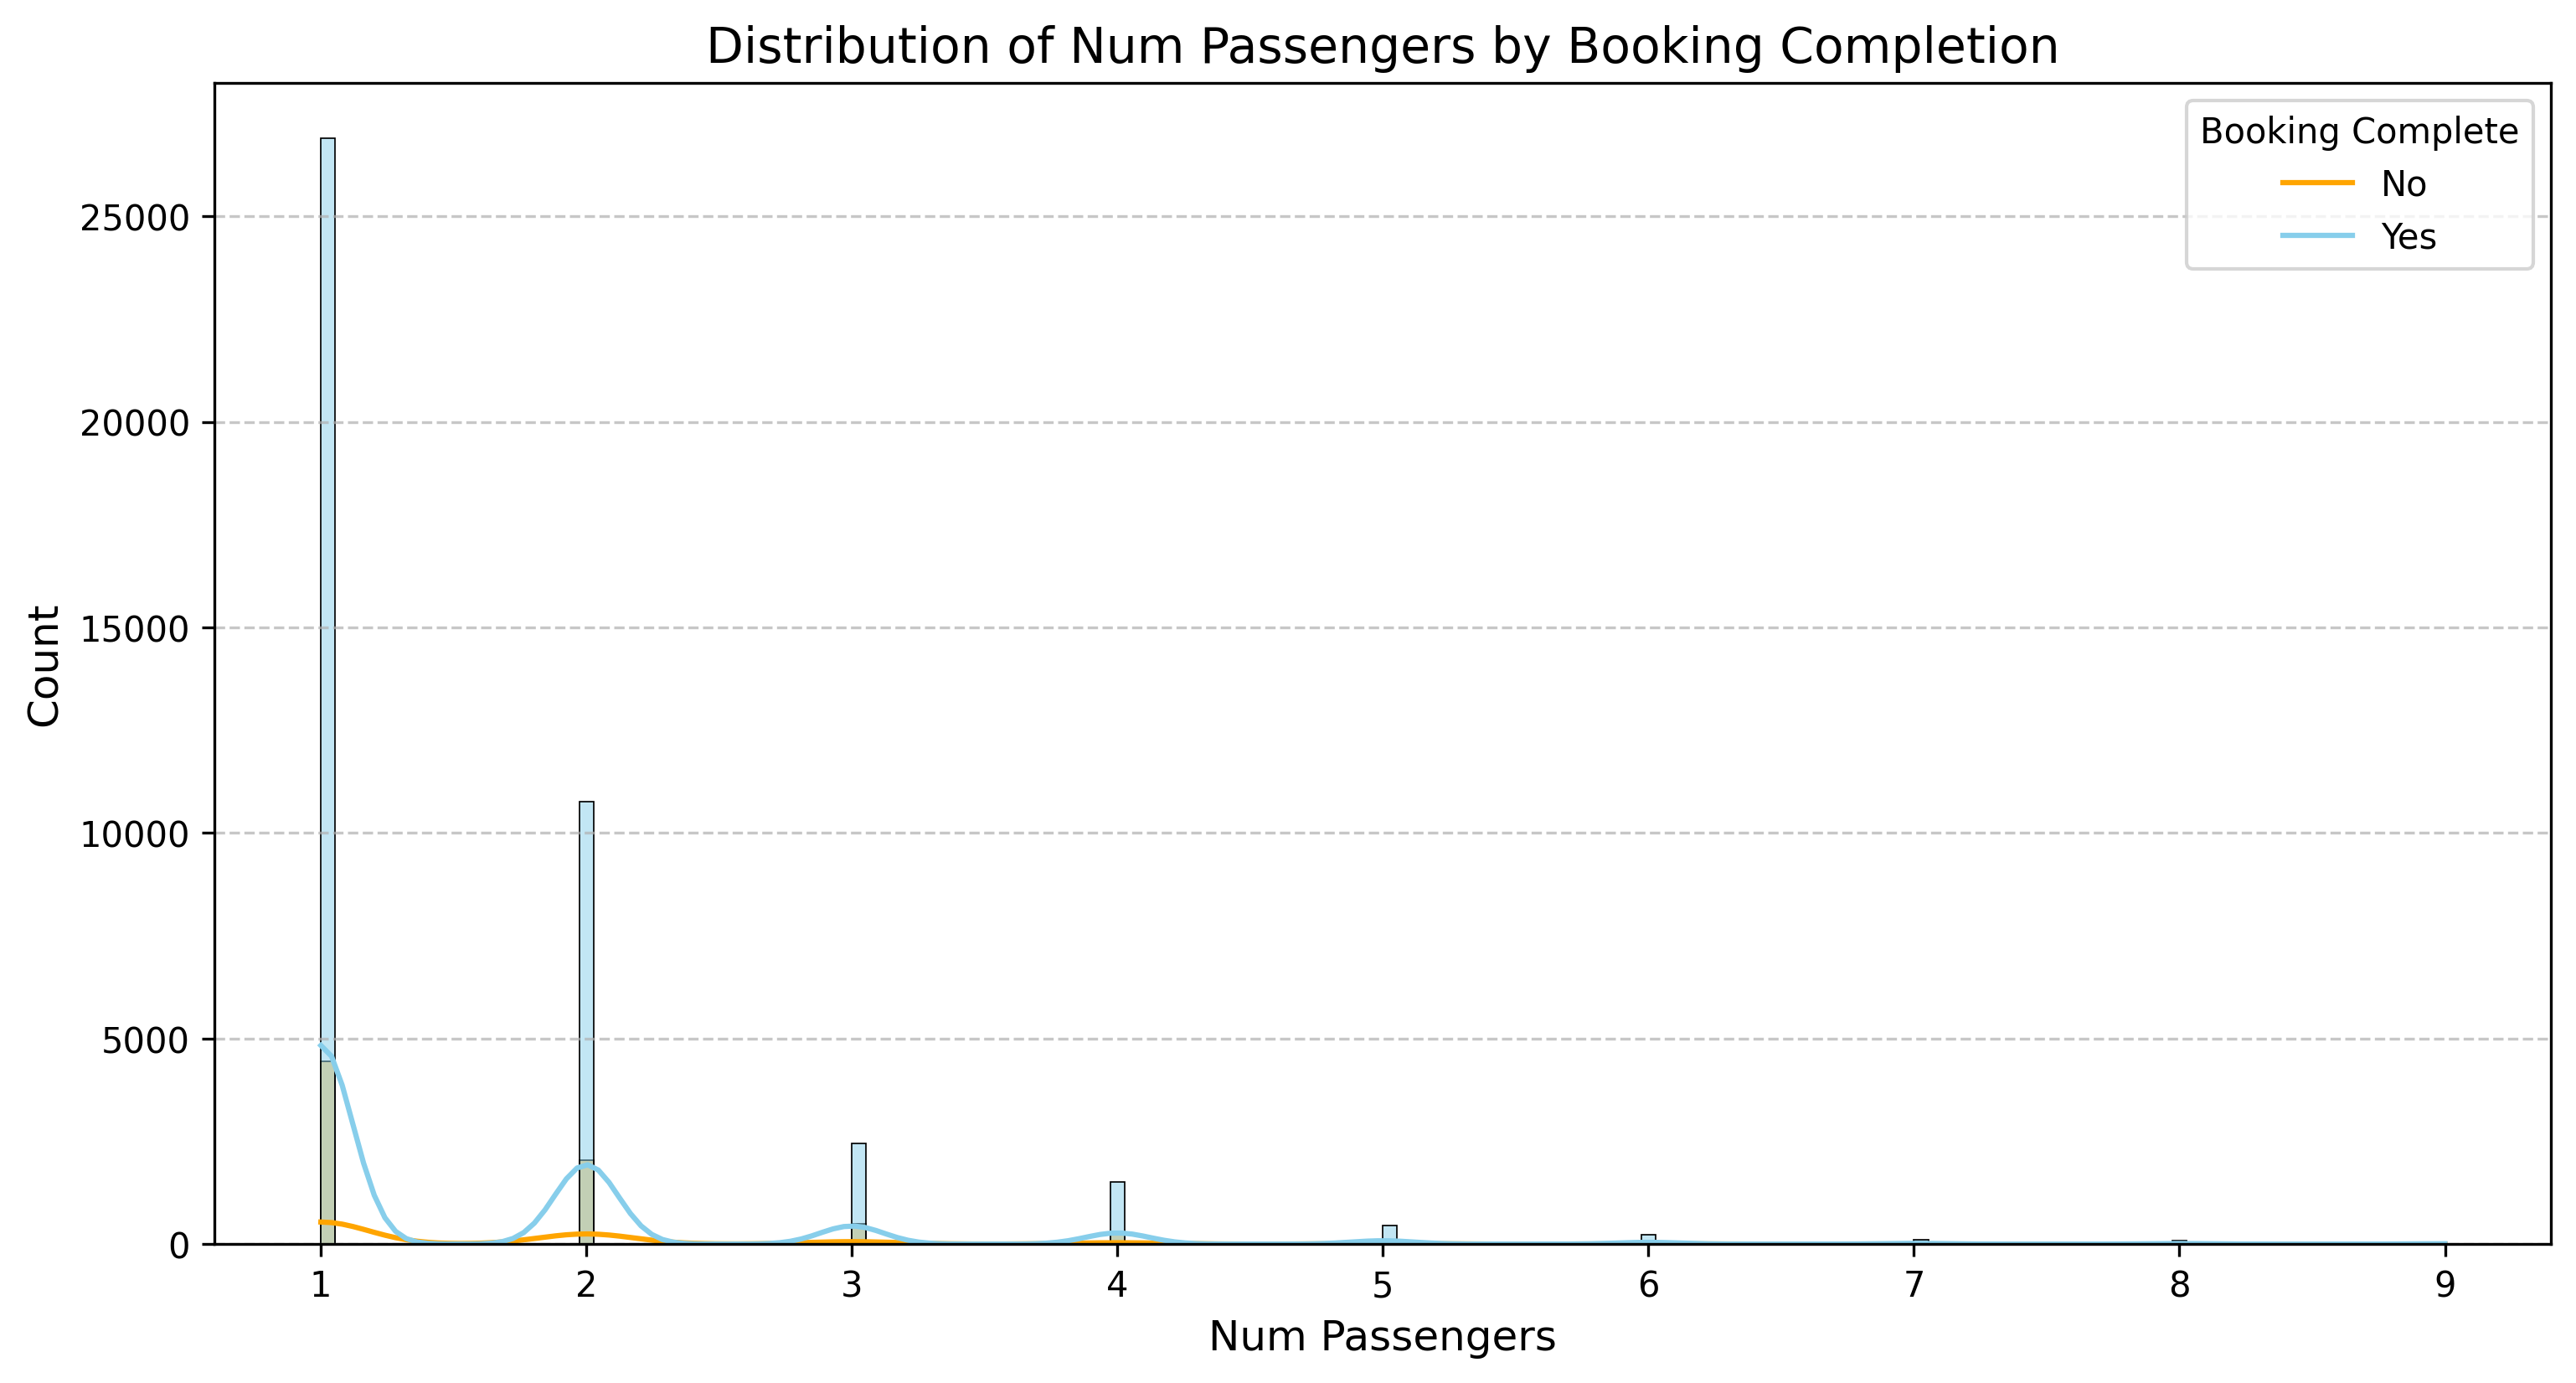 Distribution of Num Passengers by Booking Completion
Booking Complete
No
Yes
25000
20000
15000
10000
5000
0
Count
1 2 3 4 5 6 7 8 9
Num Passengers